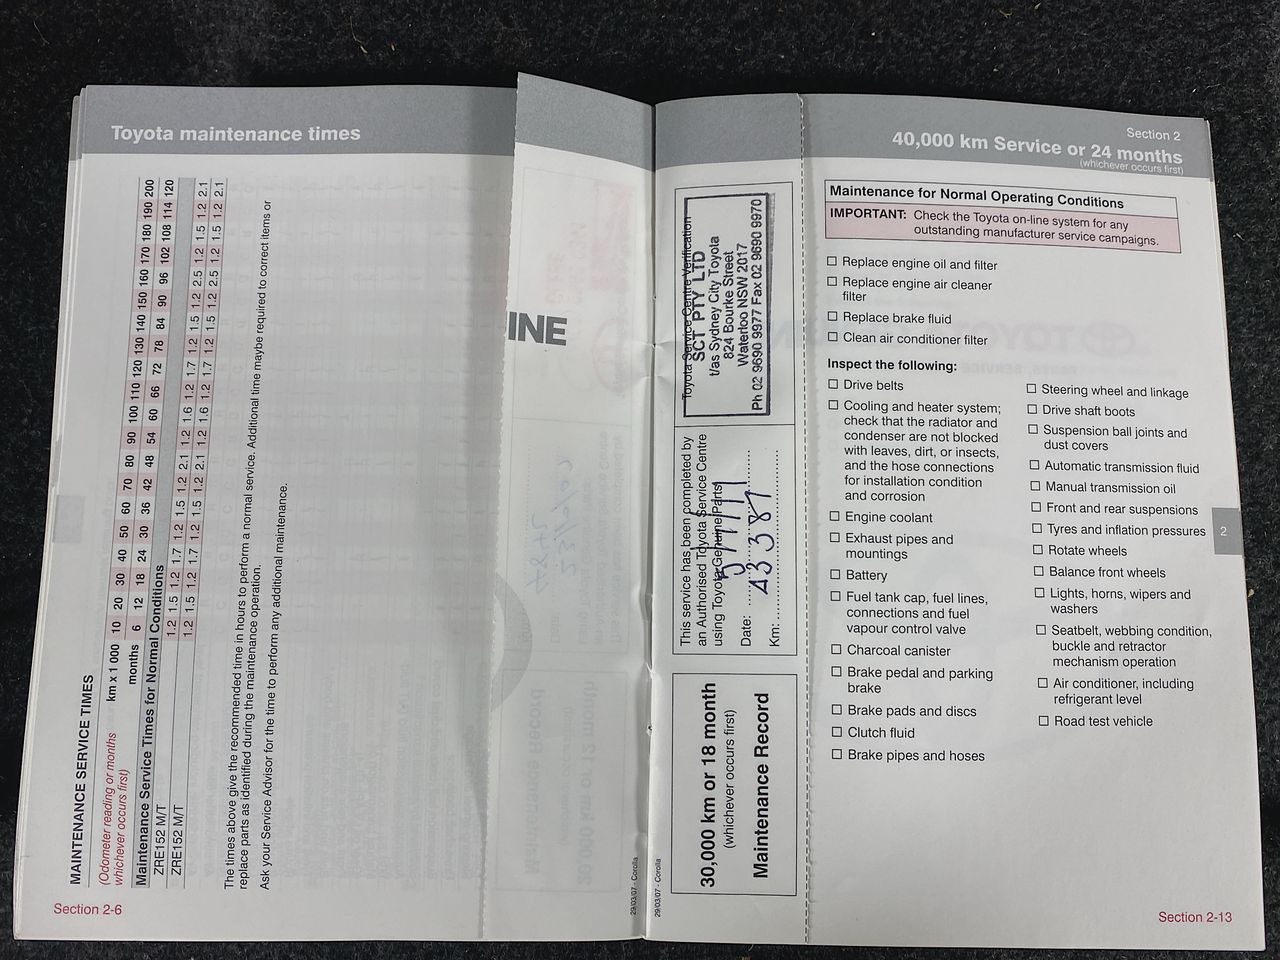 Toyota maintenance times
MAINTENANCE SERVICE TIMES
(Odometer reading or months
whichever occurs first)
km x 1 000 10 20 30 40 50 60 70 80 90 100 110 120 130 140 150 160 170 180 190 200
months 6 12 18 24 30 36 42 48 54 60 66 72 78 84 90 96 102 108 114 120
Maintenance Service Times for Normal Conditions
ZRE152 M/T 1.2 1.5 1.2 1.7 1.2 1.5 1.2 2.1 1.2 1.6 1.2 1.7 1.2 1.5 1.2 2.5 1.2 1.5 1.2 2.1
ZRE152 M/T 1.2 1.5 1.2 1.7 1.2 1.5 1.2 2.1 1.2 1.6 1.2 1.7 1.2 1.5 1.2 2.5 1.2 1.5 1.2 2.1
The times above give the recommended time in hours to perform a normal service. Additional time maybe required to correct items or
replace parts as identified during the maintenance operation.
Ask your Service Advisor for the time to perform any additional maintenance.
Section 2-6
INE
29/03/07 - Corolla
29/03/07 - Corolla
Toyota Service Centre Verification
SCT PTY LTD
t/as Sydney City Toyota
824 Bourke Street
Waterloo NSW 2017
Ph 02 9690 9977 Fax 02 9690 9970
This service has been completed by
an Authorised Toyota Service Centre
using Toyota Genuine Parts
Date: 5/1/11
Km: 43387
30,000 km or 18 month
(whichever occurs first)
Maintenance Record
Section 2
40,000 km Service or 24 months
(whichever occurs first)
Maintenance for Normal Operating Conditions
IMPORTANT: Check the Toyota on-line system for any
outstanding manufacturer service campaigns.
Replace engine oil and filter
Replace engine air cleaner
filter
Replace brake fluid
Clean air conditioner filter
Inspect the following:
Drive belts
Cooling and heater system;
check that the radiator and
condenser are not blocked
with leaves, dirt, or insects,
and the hose connections
for installation condition
and corrosion
Engine coolant
Exhaust pipes and
mountings
Battery
Fuel tank cap, fuel lines,
connections and fuel
vapour control valve
Charcoal canister
Brake pedal and parking
brake
Brake pads and discs
Clutch fluid
Brake pipes and hoses
Steering wheel and linkage
Drive shaft boots
Suspension ball joints and
dust covers
Automatic transmission fluid
Manual transmission oil
Front and rear suspensions
Tyres and inflation pressures
Rotate wheels
Balance front wheels
Lights, horns, wipers and
washers
Seatbelt, webbing condition,
buckle and retractor
mechanism operation
Air conditioner, including
refrigerant level
Road test vehicle
2
Section 2-13